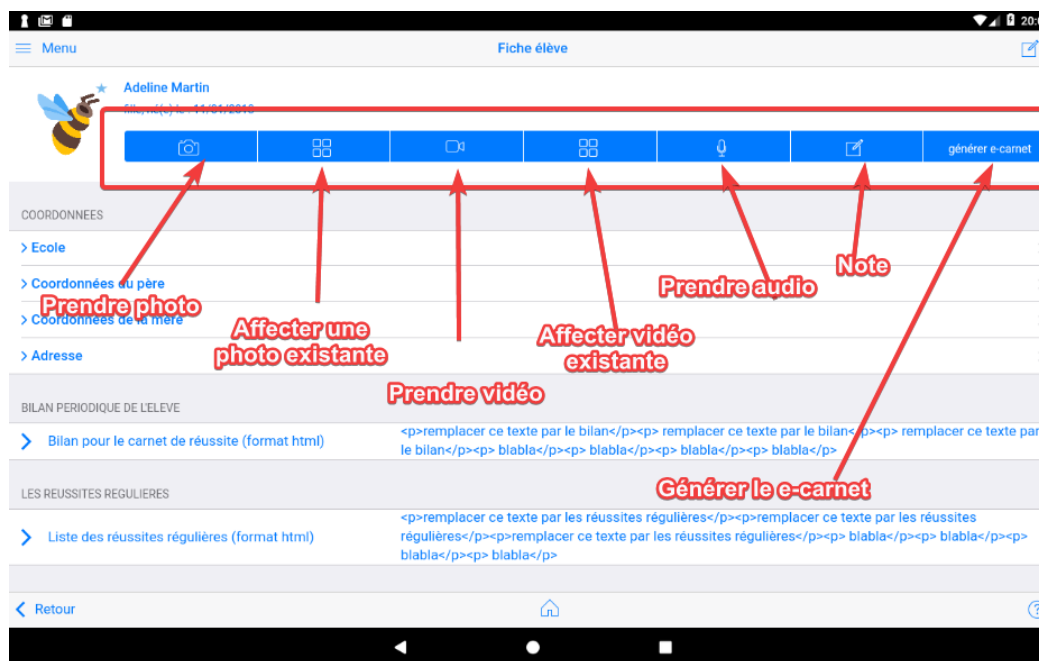 20:
Menu
Fiche élève
Adeline Martin
générer e-carnet
COORDONNEES
Ecole
Coordonnées du père
Note
Prendre audio
Prendre photo
Coordonnées de la mère
Affecter une
photo existante
Affecter vidéo
existante
Adresse
Prendre vidéo
BILAN PERIODIQUE DE L'ELEVE
Bilan pour le carnet de réussite (format html)
<p>remplacer ce texte par le bilan</p><p> remplacer ce texte par le bilan</p><p> remplacer ce texte par
le bilan</p><p> blabla</p><p> blabla</p><p> blabla</p><p> blabla</p>
Générer le e-carnet
LES REUSSITES REGULIERES
Liste des réussites régulières (format html)
<p>remplacer ce texte par les réussites régulières</p><p>remplacer ce texte par les réussites
régulières</p><p>remplacer ce texte par les réussites régulières</p><p> blabla</p><p> blabla</p><p>
blabla</p><p> blabla</p>
Retour